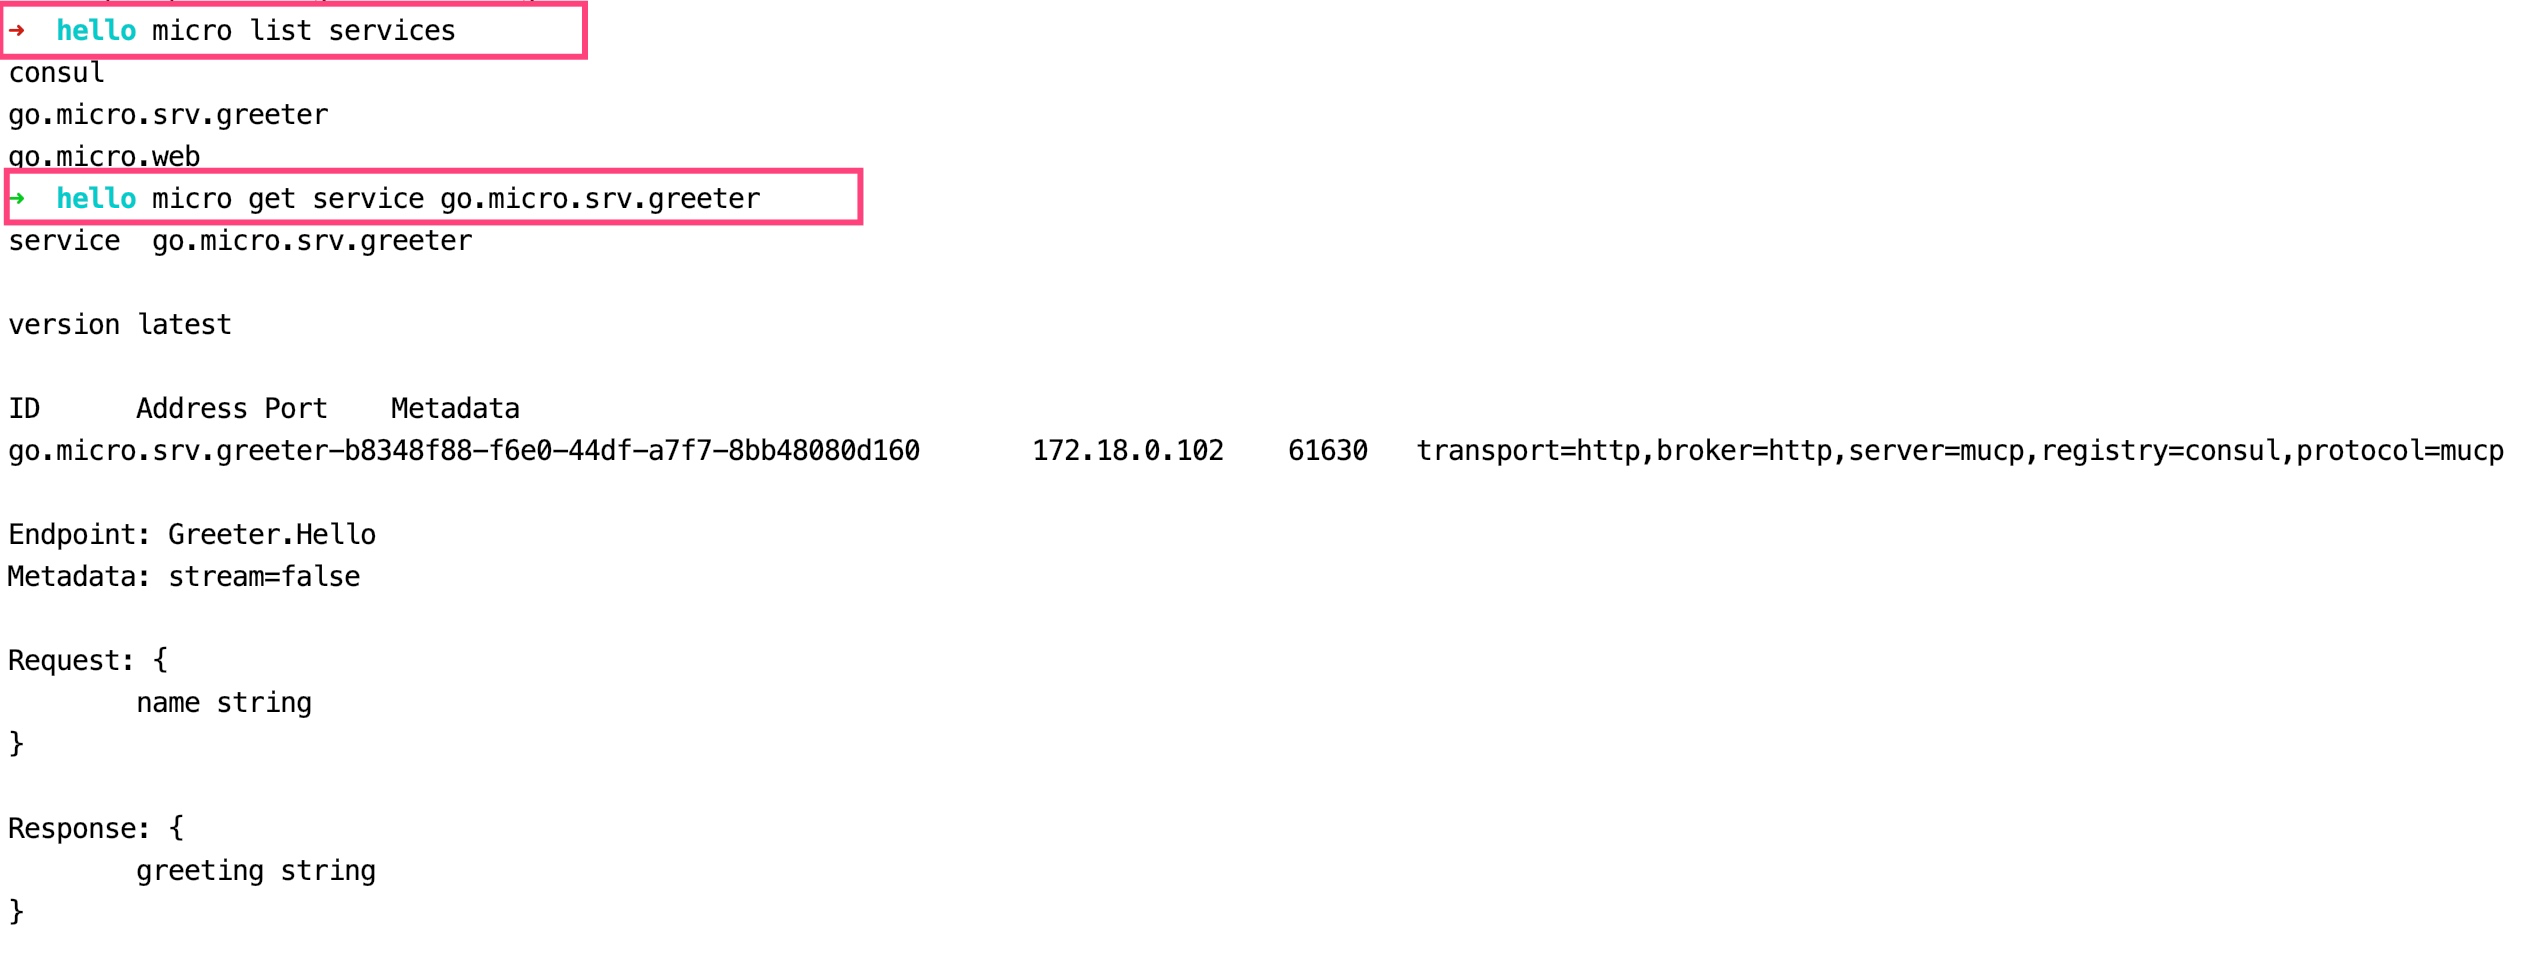 ➜  hello micro list services
consul
go.micro.srv.greeter
go.micro.web
➜  hello micro get service go.micro.srv.greeter
service  go.micro.srv.greeter
version latest
ID      Address Port    Metadata
go.micro.srv.greeter-b8348f88-f6e0-44df-a7f7-8bb48080d160       172.18.0.102    61630   transport=http,broker=http,server=mucp,registry=consul,protocol=mucp
Endpoint: Greeter.Hello
Metadata: stream=false
Request: {
        name string
}
Response: {
        greeting string
}